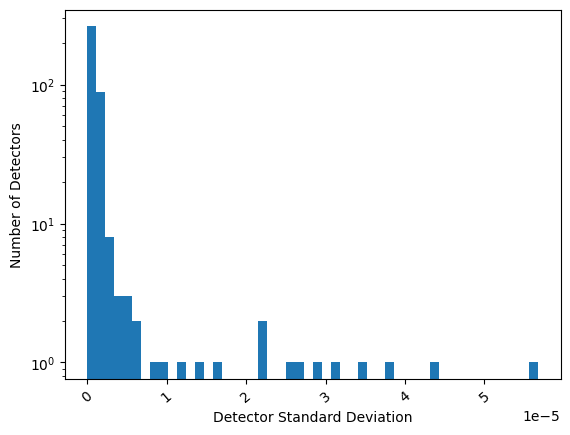 Number of Detectors
10²
10¹
10⁰
0 1 2 3 4 5
1e−5
Detector Standard Deviation